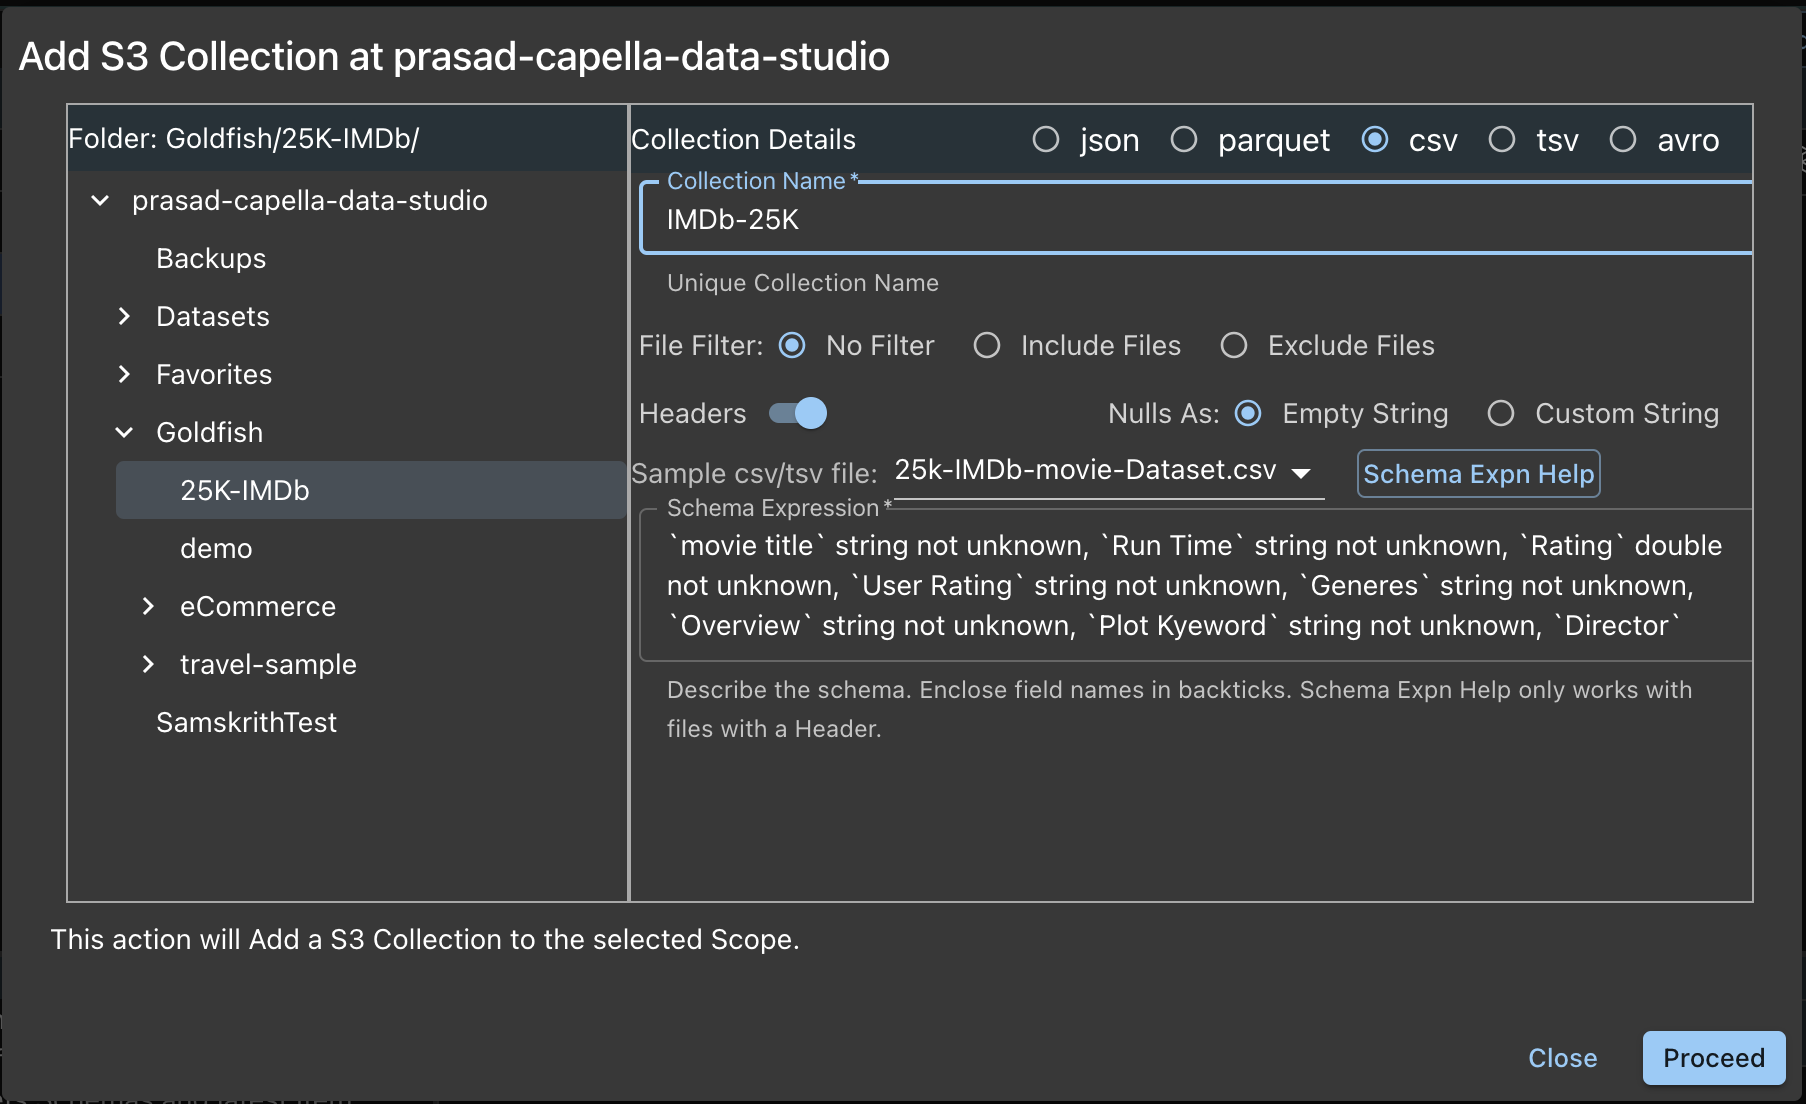 Add S3 Collection at prasad-capella-data-studio
Folder: Goldfish/25K-IMDb/
prasad-capella-data-studio
Backups
Datasets
Favorites
Goldfish
25K-IMDb
demo
eCommerce
travel-sample
SamskrithTest
Collection Details json parquet csv tsv avro
Collection Name *
IMDb-25K
Unique Collection Name
File Filter: No Filter Include Files Exclude Files
Headers Nulls As: Empty String Custom String
Sample csv/tsv file: 25k-IMDb-movie-Dataset.csv Schema Expn Help
Schema Expression *
`movie title` string not unknown, `Run Time` string not unknown, `Rating` double
not unknown, `User Rating` string not unknown, `Generes` string not unknown,
`Overview` string not unknown, `Plot Kyeword` string not unknown, `Director`
Describe the schema. Enclose field names in backticks. Schema Expn Help only works with
files with a Header.
This action will Add a S3 Collection to the selected Scope.
Close Proceed